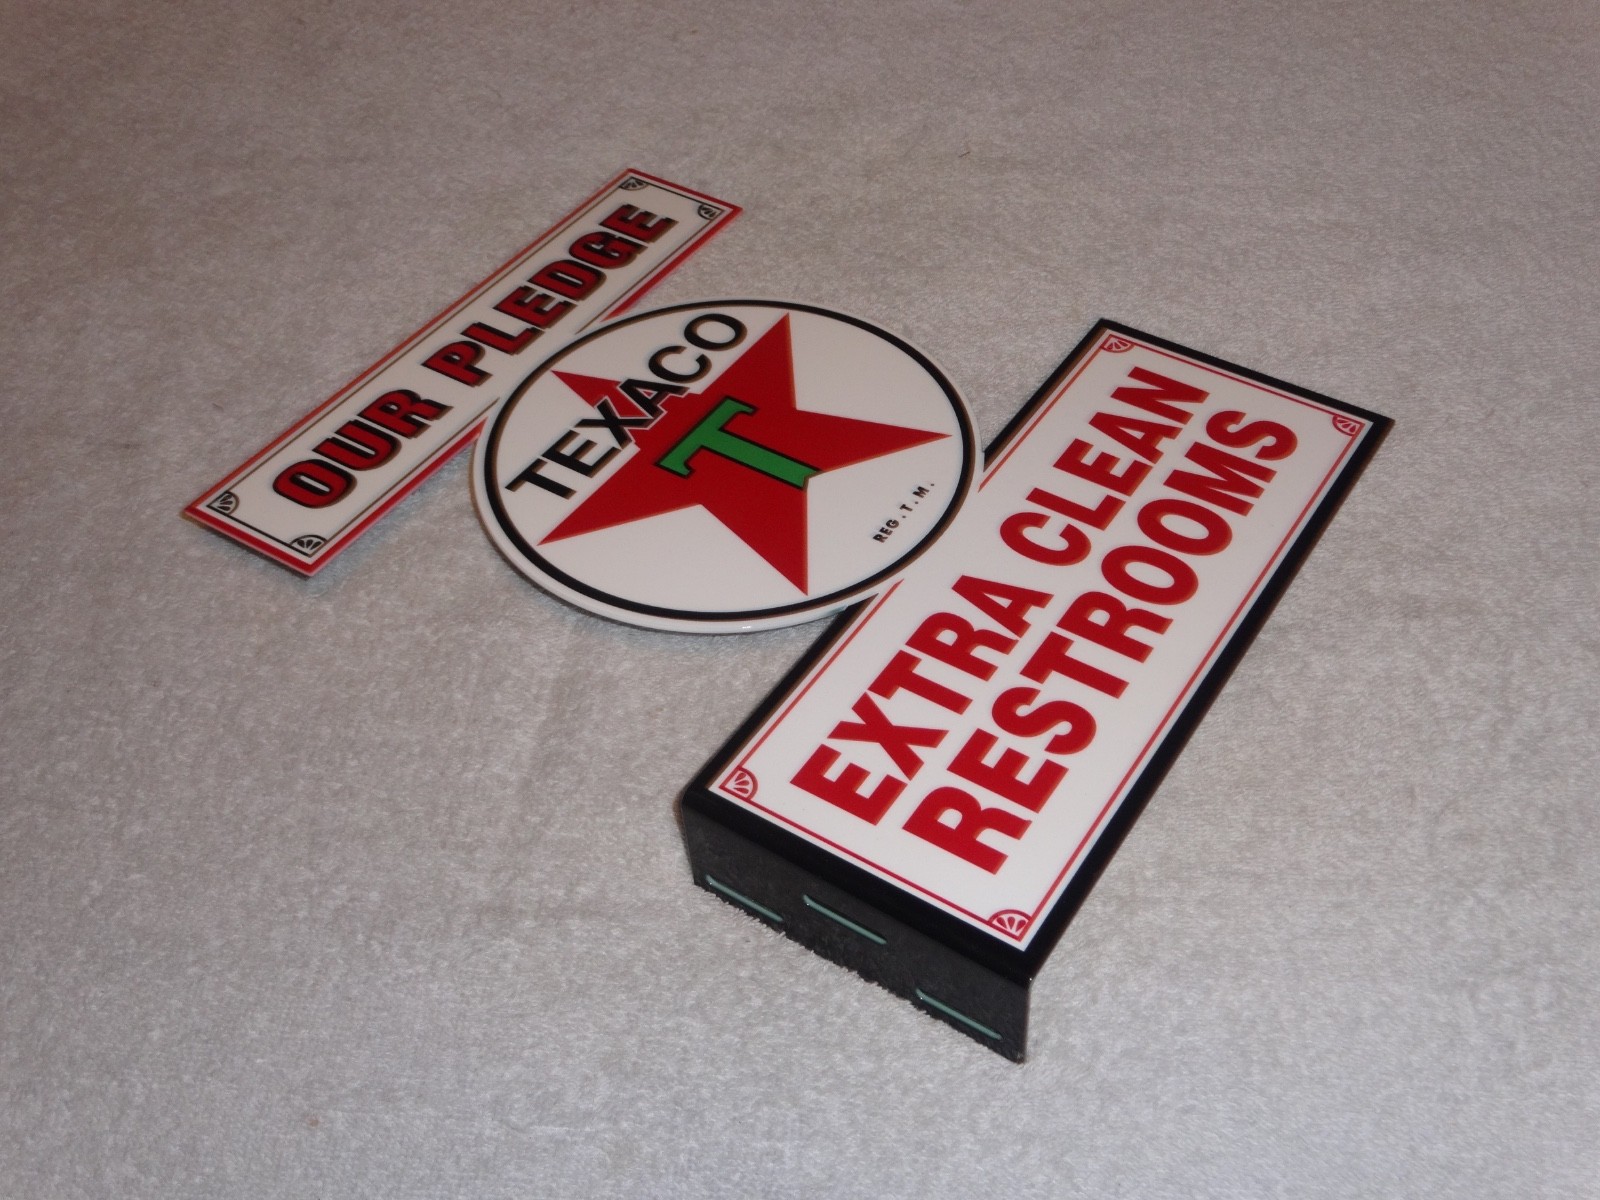 OUR PLEDGE
TEXACO
T
REG. T. M.
EXTRA CLEAN
RESTROOMS